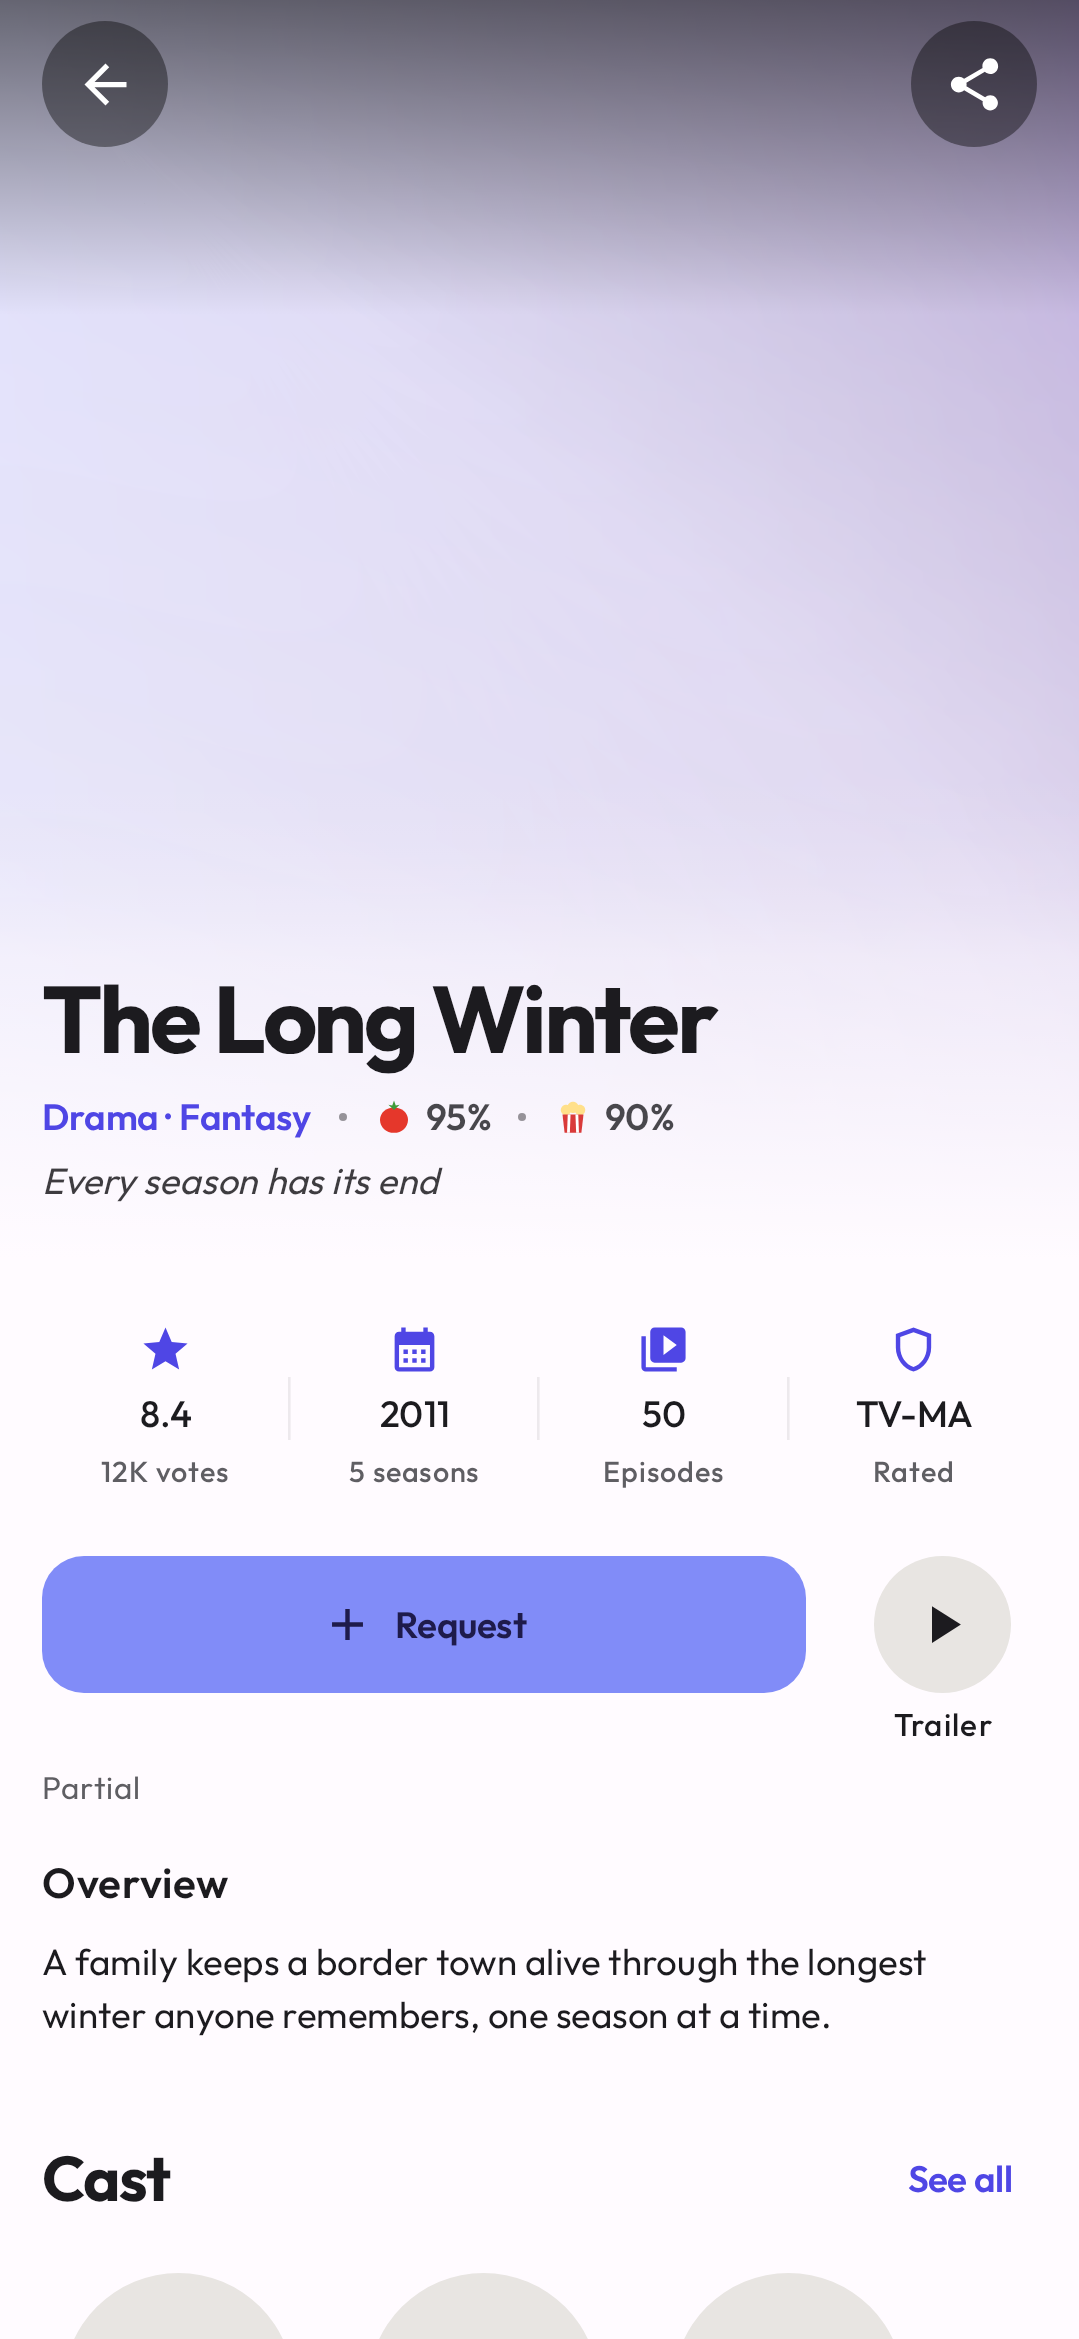 The Long Winter
Drama · Fantasy • 95% • 90%
Every season has its end
8.4 2011 50 TV-MA
12K votes 5 seasons Episodes Rated
Request
Trailer
Partial
Overview
A family keeps a border town alive through the longest
winter anyone remembers, one season at a time.
Cast See all